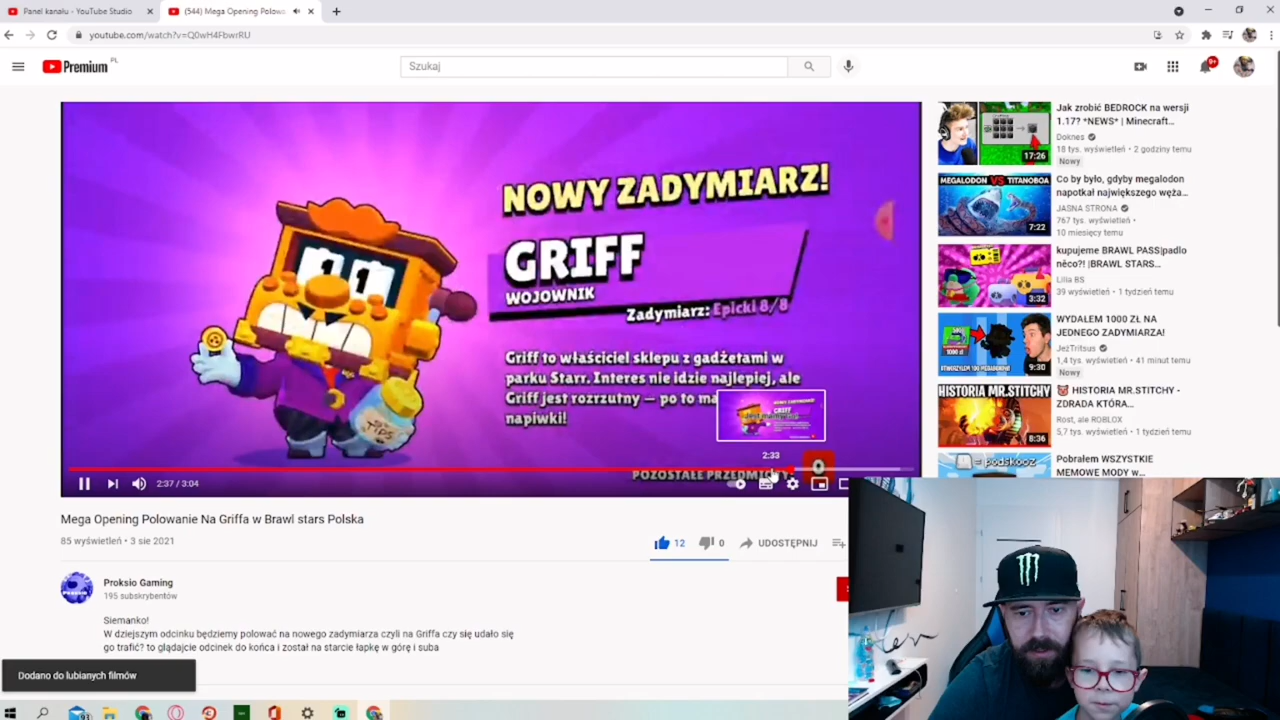 Panel kanału - YouTube Studio
(544) Mega Opening Polowa
youtube.com/watch?v=Q0wH4FbwrRU
Premium PL
Szukaj
9+
NOWY ZADYMIARZ!
GRIFF
WOJOWNIK
Zadymiarz: Epicki 8/8
Griff to właściciel sklepu z gadżetami w
parku Starr. Interes nie idzie najlepiej, ale
Griff jest rozrzutny — po to ma
napiwki!
TIPS
2:33
POZOSTAŁE PRZEDMIOTY
0
2:37 / 3:04
Mega Opening Polowanie Na Griffa w Brawl stars Polska
85 wyświetleń • 3 sie 2021
12
0
UDOSTĘPNIJ
Proksio Gaming
195 subskrybentów
Siemanko!
W dziejszym odcinku będziemy polować na nowego zadymiarza czyli na Griffa czy się udało się
go trafić? to glądajcie odcinek do końca i został na starcie łapkę w górę i suba
Dodano do lubianych filmów
Jak zrobić BEDROCK na wersji
1.17? *NEWS* | Minecraft...
Doknes
18 tys. wyświetleń • 2 godziny temu
Nowy
17:26
MEGALODON VS TITANOBOA
7:22
Co by było, gdyby megalodon
napotkał największego węża...
JASNA STRONA
767 tys. wyświetleń •
10 miesięcy temu
3:32
kupujeme BRAWL PASS|padlo
něco?! |BRAWL STARS...
Lilia BS
39 wyświetleń • 1 tydzień temu
9:30
WYDAŁEM 1000 ZŁ NA
JEDNEGO ZADYMIARZA!
JeżTritsus
1,4 tys. wyświetleń • 41 minut temu
Nowy
HISTORIA MR.STITCHY
8:36
HISTORIA MR.STITCHY -
ZDRADA KTÓRA...
Rost, ale ROBLOX
5,7 tys. wyświetleń • 1 tydzień temu
= podskooz
Pobrałem WSZYSTKIE
MEMOWE MODY w...